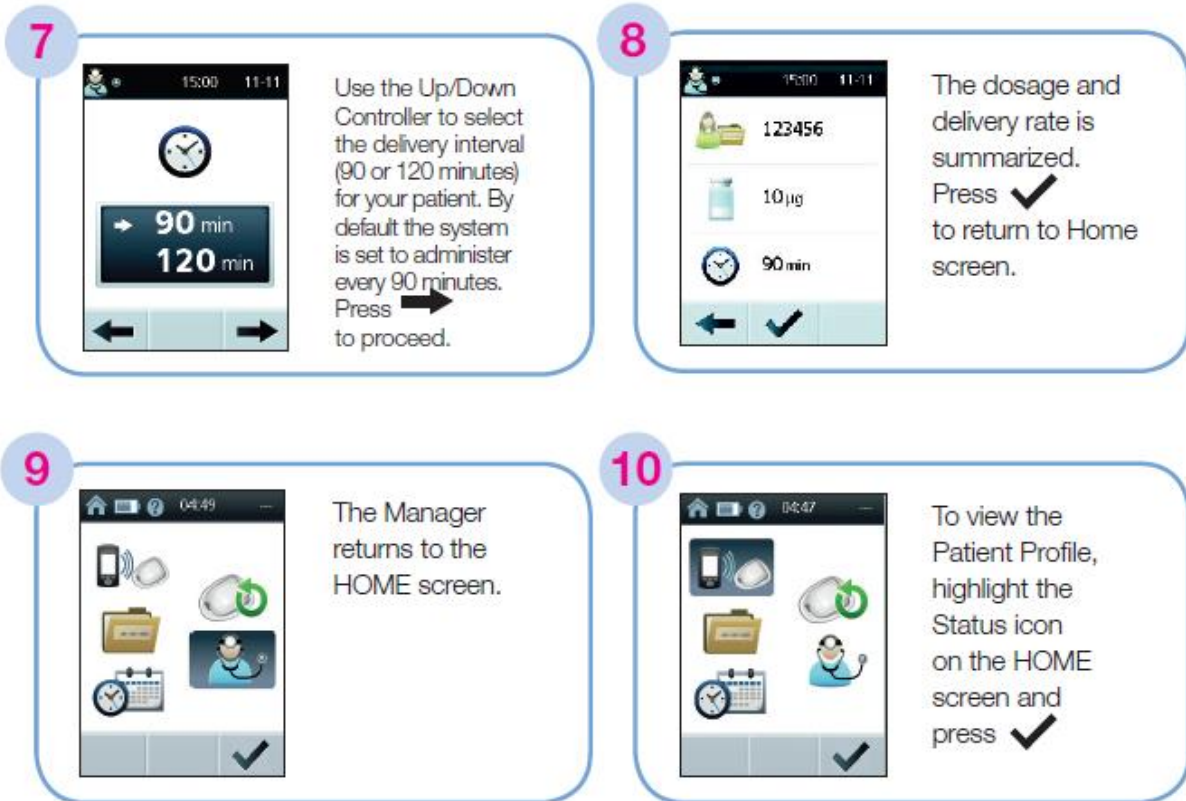 7
15:00 11-11
90 min
120 min
Use the Up/Down
Controller to select
the delivery interval
(90 or 120 minutes)
for your patient. By
default the system
is set to administer
every 90 minutes.
Press
to proceed.
8
15:00 11-11
123456
10 µg
90 min
The dosage and
delivery rate is
summarized.
Press
to return to Home
screen.
9
04:49 ---
The Manager
returns to the
HOME screen.
10
04:47 ---
To view the
Patient Profile,
highlight the
Status icon
on the HOME
screen and
press